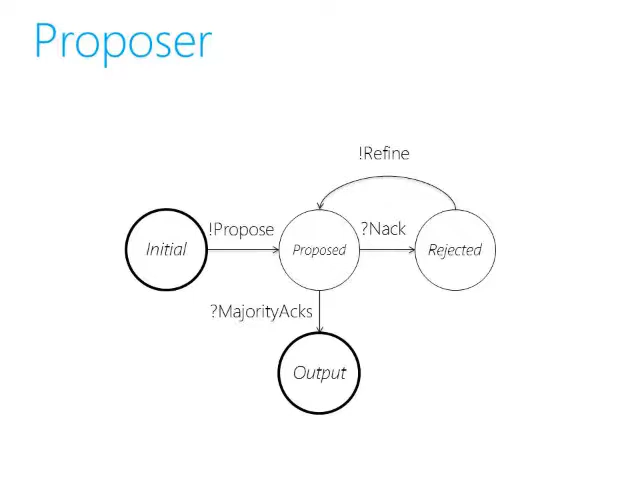 Proposer
!Refine
!Propose
?Nack
Initial
Proposed
Rejected
?MajorityAcks
Output